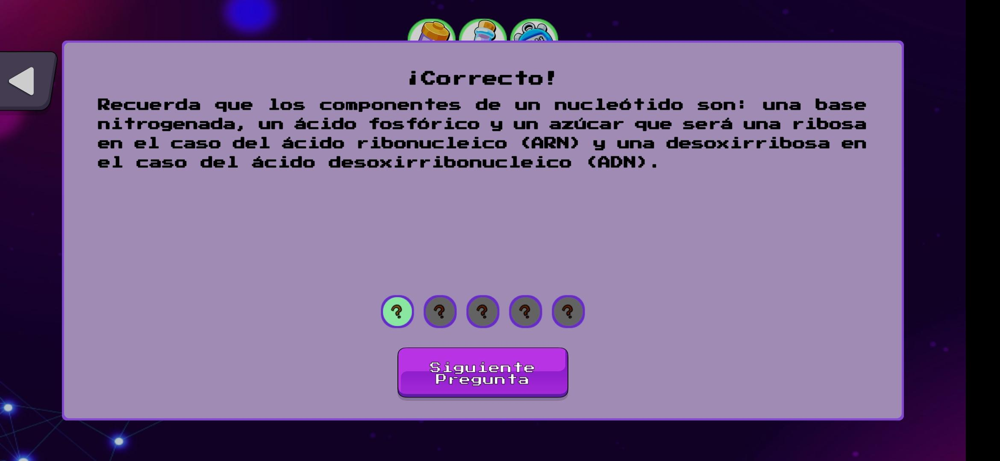 ¡Correcto!
Recuerda que los componentes de un nucleótido son: una base
nitrogenada, un ácido fosfórico y un azúcar que será una ribosa
en el caso del ácido ribonucleico (ARN) y una desoxirribosa en
el caso del ácido desoxirribonucleico (ADN).
? ? ? ? ?
Siguiente
Pregunta